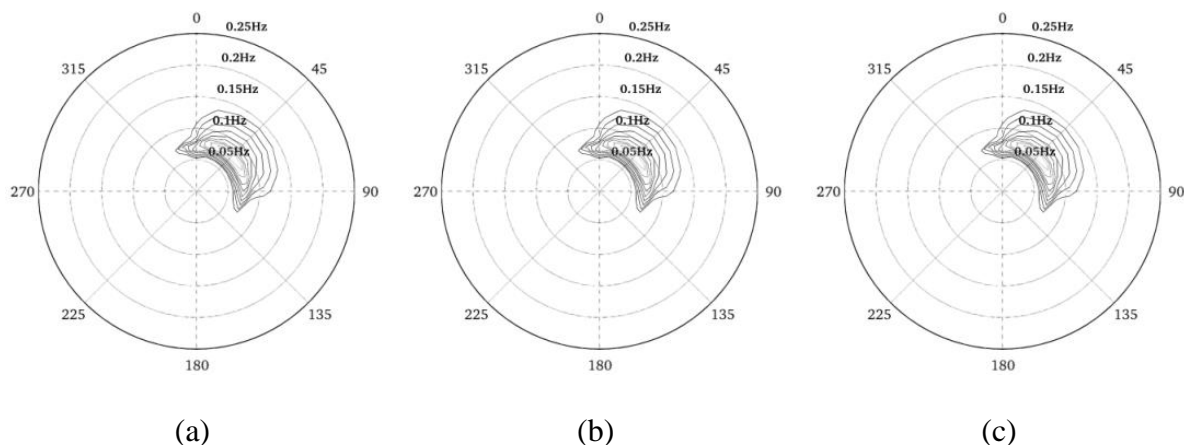 0 0.25Hz 0 0.25Hz 0 0.25Hz
0.2Hz 0.2Hz 0.2Hz
315 45 315 45 315 45
0.15Hz 0.15Hz 0.15Hz
0.1Hz 0.1Hz 0.1Hz
0.05Hz 0.05Hz 0.05Hz
270 90 270 90 270 90
225 135 225 135 225 135
180 180 180
(a) (b) (c)